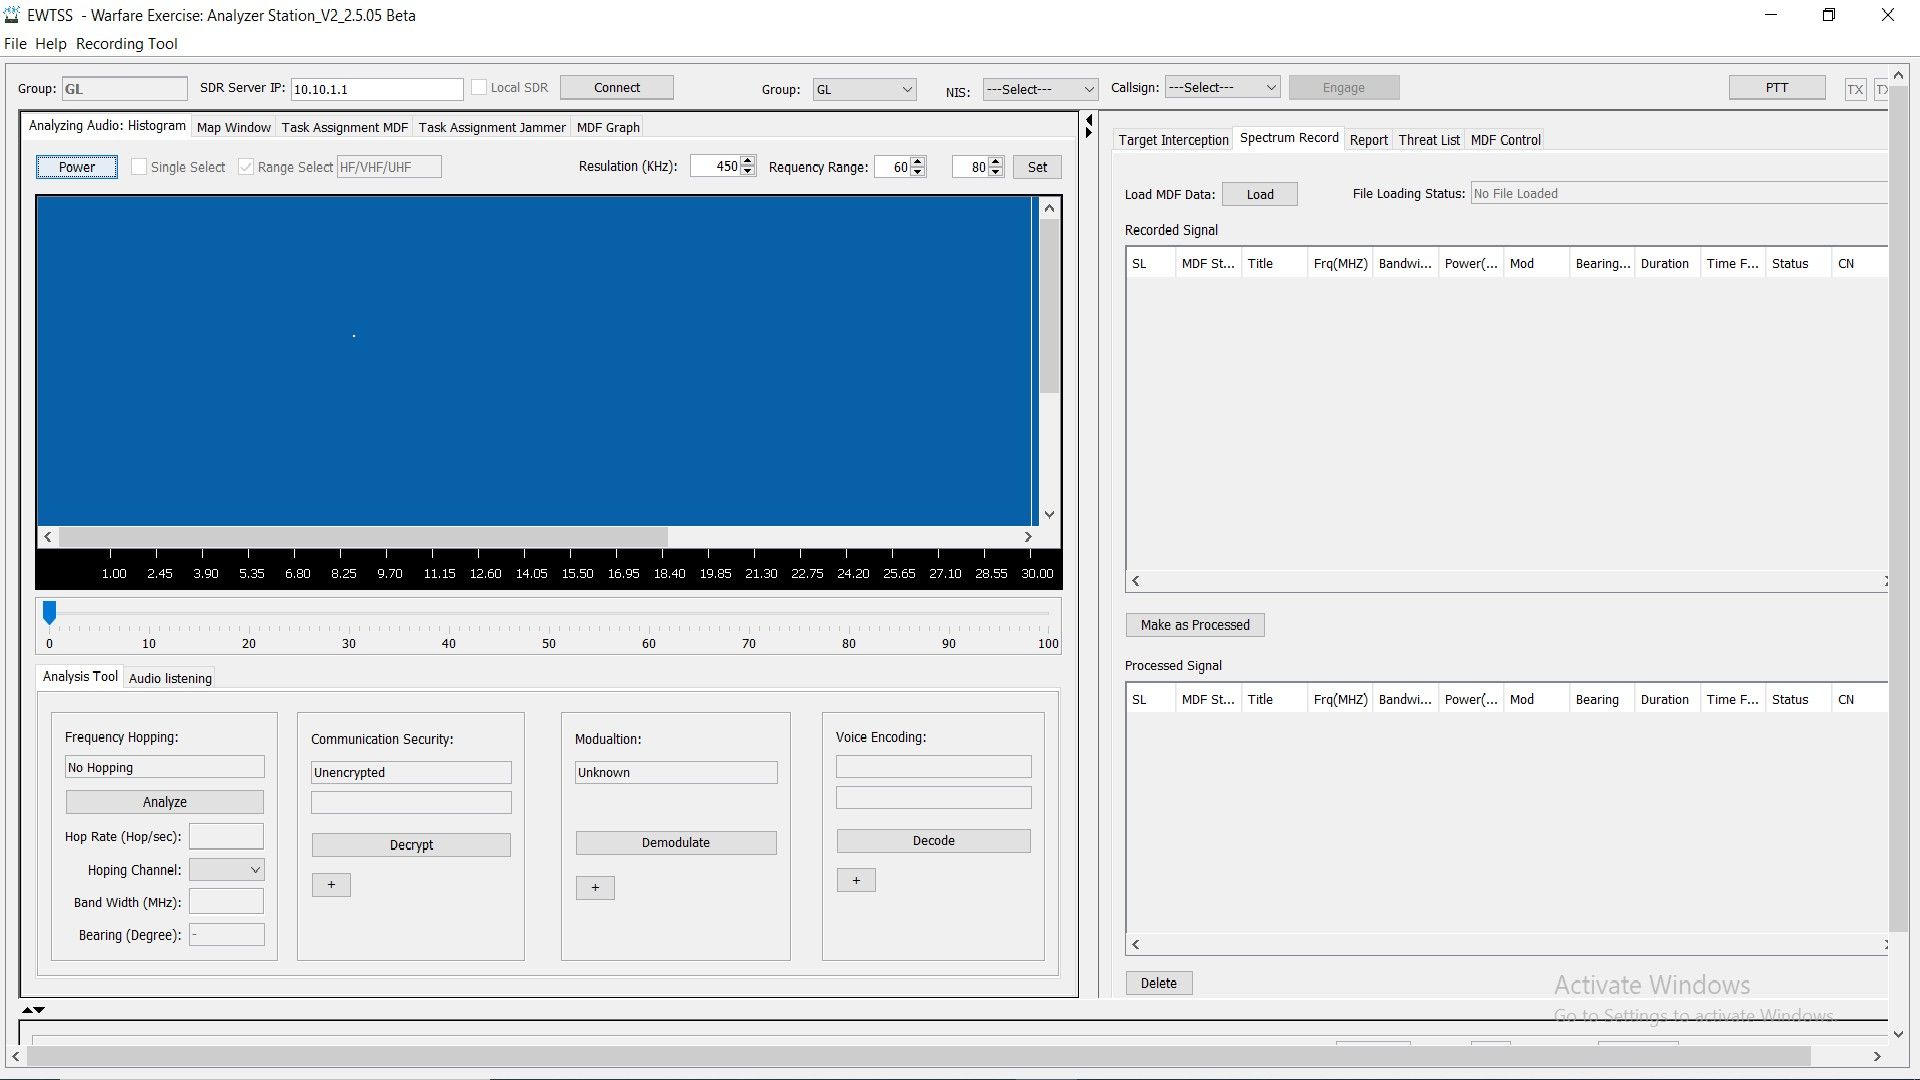 EWTSS - Warfare Exercise: Analyzer Station_V2_2.5.05 Beta
File Help Recording Tool
Group: GL SDR Server IP: 10.10.1.1 Local SDR Connect Group: GL NIS: ---Select--- Callsign: ---Select--- Engage PTT TX
Analyzing Audio: Histogram Map Window Task Assignment MDF Task Assignment Jammer MDF Graph
Power Single Select Range Select HF/VHF/UHF Resulation (KHz): 450 Requency Range: 60 80 Set
1.00 2.45 3.90 5.35 6.80 8.25 9.70 11.15 12.60 14.05 15.50 16.95 18.40 19.85 21.30 22.75 24.20 25.65 27.10 28.55 30.00
0 10 20 30 40 50 60 70 80 90 100
Analysis Tool Audio listening
Frequency Hopping:
No Hopping
Analyze
Hop Rate (Hop/sec):
Hoping Channel:
Band Width (MHz):
Bearing (Degree): -
Communication Security:
Unencrypted
Decrypt
+
Modualtion:
Unknown
Demodulate
+
Voice Encoding:
Decode
+
Target Interception Spectrum Record Report Threat List MDF Control
Load MDF Data: Load File Loading Status: No File Loaded
Recorded Signal
SL MDF St... Title Frq(MHZ) Bandwi... Power(... Mod Bearing... Duration Time F... Status CN
Make as Processed
Processed Signal
SL MDF St... Title Frq(MHZ) Bandwi... Power(... Mod Bearing Duration Time F... Status CN
Delete
Activate Windows
Go to Settings to activate Windows.